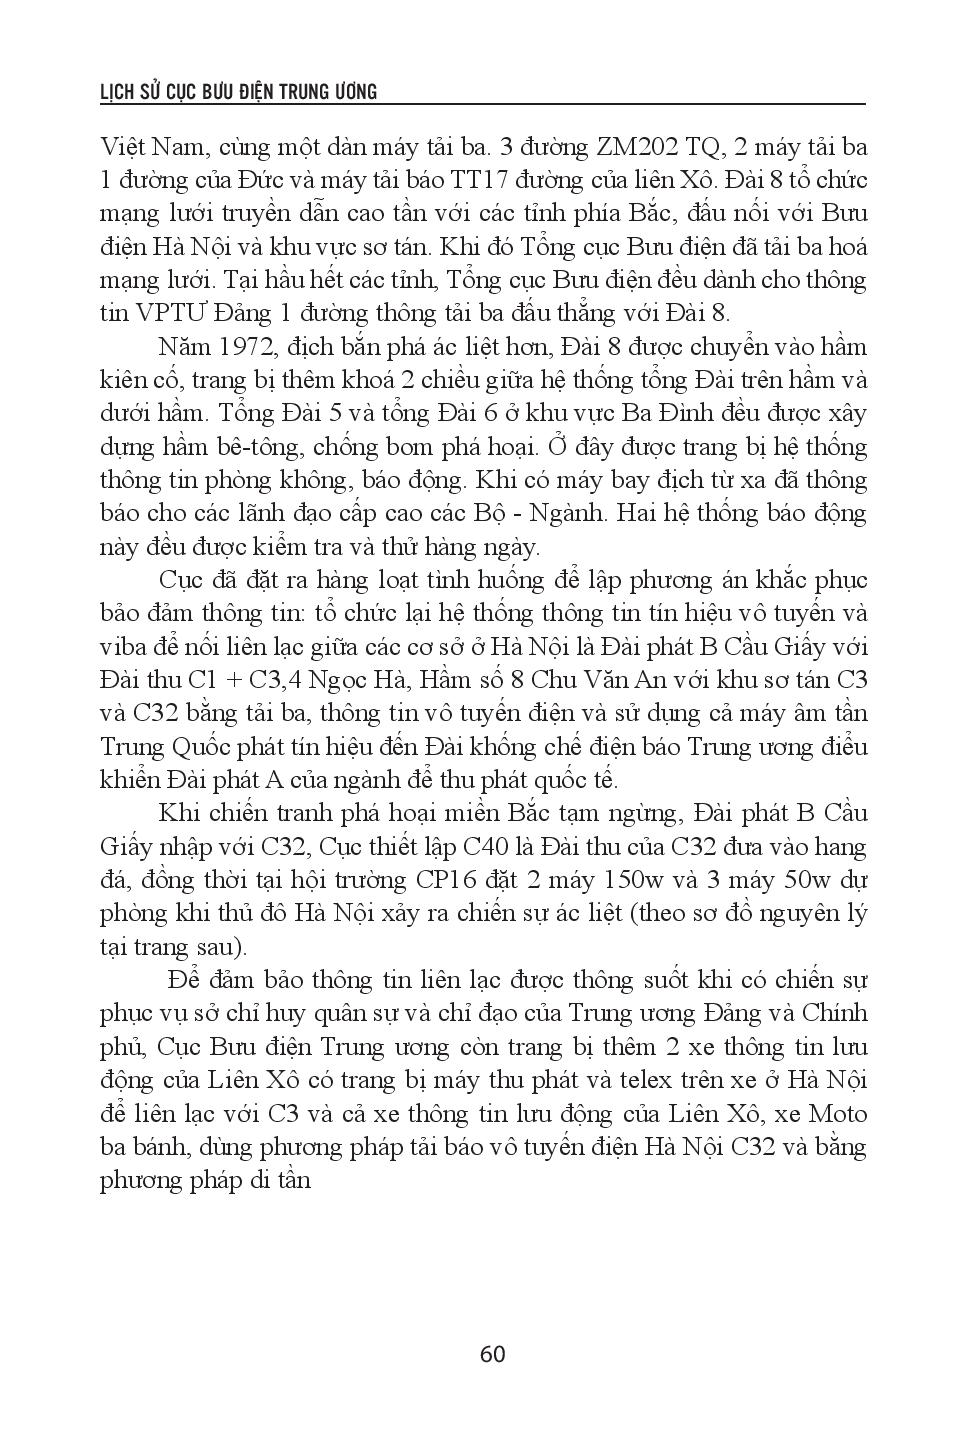 LỊCH SỬ CỤC BƯU ĐIỆN TRUNG ƯƠNG
Việt Nam, cùng một dàn máy tải ba. 3 đường ZM202 TQ, 2 máy tải ba
1 đường của Đức và máy tải báo TT17 đường của liên Xô. Đài 8 tổ chức
mạng lưới truyền dẫn cao tần với các tỉnh phía Bắc, đấu nối với Bưu
điện Hà Nội và khu vực sơ tán. Khi đó Tổng cục Bưu điện đã tải ba hoá
mạng lưới. Tại hầu hết các tỉnh, Tổng cục Bưu điện đều dành cho thông
tin VPTƯ Đảng 1 đường thông tải ba đấu thẳng với Đài 8.
Năm 1972, địch bắn phá ác liệt hơn, Đài 8 được chuyển vào hầm
kiên cố, trang bị thêm khoá 2 chiều giữa hệ thống tổng Đài trên hầm và
dưới hầm. Tổng Đài 5 và tổng Đài 6 ở khu vực Ba Đình đều được xây
dựng hầm bê-tông, chống bom phá hoại. Ở đây được trang bị hệ thống
thông tin phòng không, báo động. Khi có máy bay địch từ xa đã thông
báo cho các lãnh đạo cấp cao các Bộ - Ngành. Hai hệ thống báo động
này đều được kiểm tra và thử hàng ngày.
Cục đã đặt ra hàng loạt tình huống để lập phương án khắc phục
bảo đảm thông tin: tổ chức lại hệ thống thông tin tín hiệu vô tuyến và
viba để nối liên lạc giữa các cơ sở ở Hà Nội là Đài phát B Cầu Giấy với
Đài thu C1 + C3,4 Ngọc Hà, Hầm số 8 Chu Văn An với khu sơ tán C3
và C32 bằng tải ba, thông tin vô tuyến điện và sử dụng cả máy âm tần
Trung Quốc phát tín hiệu đến Đài khống chế điện báo Trung ương điểu
khiển Đài phát A của ngành để thu phát quốc tế.
Khi chiến tranh phá hoại miền Bắc tạm ngừng, Đài phát B Cầu
Giấy nhập với C32, Cục thiết lập C40 là Đài thu của C32 đưa vào hang
đá, đồng thời tại hội trường CP16 đặt 2 máy 150w và 3 máy 50w dự
phòng khi thủ đô Hà Nội xảy ra chiến sự ác liệt (theo sơ đồ nguyên lý
tại trang sau).
Để đảm bảo thông tin liên lạc được thông suốt khi có chiến sự
phục vụ sở chỉ huy quân sự và chỉ đạo của Trung ương Đảng và Chính
phủ, Cục Bưu điện Trung ương còn trang bị thêm 2 xe thông tin lưu
động của Liên Xô có trang bị máy thu phát và telex trên xe ở Hà Nội
để liên lạc với C3 và cả xe thông tin lưu động của Liên Xô, xe Moto
ba bánh, dùng phương pháp tải báo vô tuyến điện Hà Nội C32 và bằng
phương pháp di tần
60